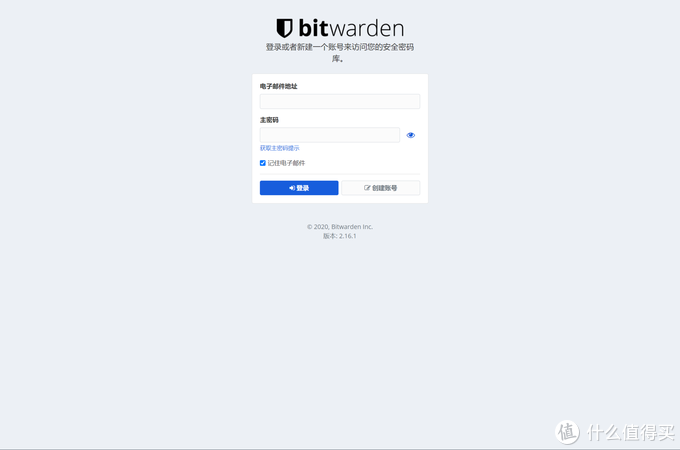 bitwarden
登录或者新建一个账号来访问您的安全密码
库。
电子邮件地址
主密码
获取主密码提示
记住电子邮件
登录 创建账号
© 2020, Bitwarden Inc.
版本: 2.16.1
值 什么值得买